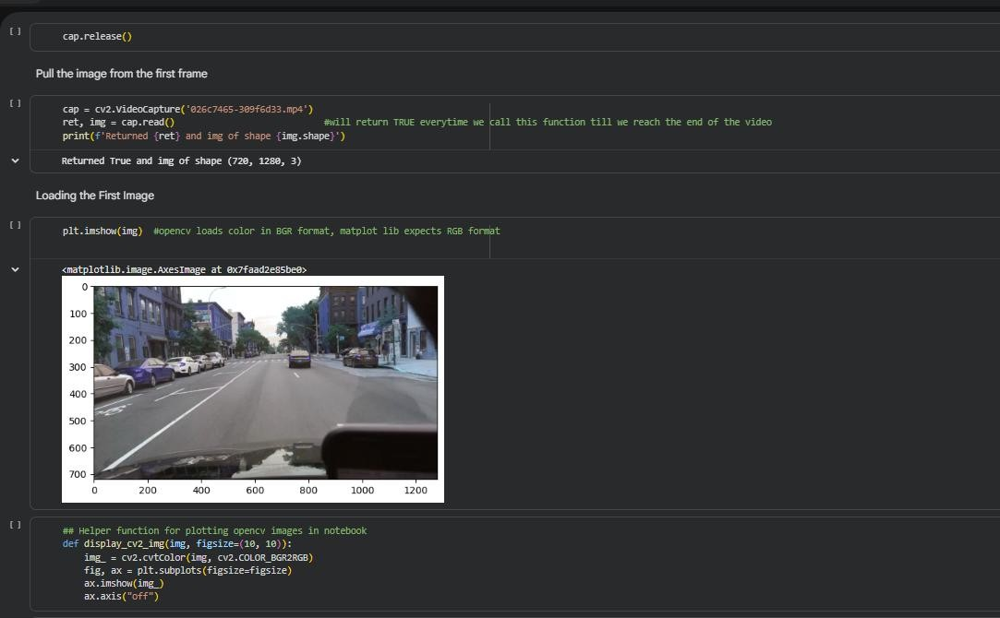 [ ]
cap.release()
Pull the image from the first frame
[ ]
cap = cv2.VideoCapture('026c7465-309f6d33.mp4')
ret, img = cap.read() #will return TRUE everytime we call this function till we reach the end of the video
print(f'Returned {ret} and img of shape {img.shape}')
Returned True and img of shape (720, 1280, 3)
Loading the First Image
[ ]
plt.imshow(img) #opencv loads color in BGR format, matplot lib expects RGB format
<matplotlib.image.AxesImage at 0x7faad2e85be0>
0
100
200
300
400
500
600
700
0 200 400 600 800 1000 1200
[ ]
## Helper function for plotting opencv images in notebook
def display_cv2_img(img, figsize=(10, 10)):
img_ = cv2.cvtColor(img, cv2.COLOR_BGR2RGB)
fig, ax = plt.subplots(figsize=figsize)
ax.imshow(img_)
ax.axis("off")